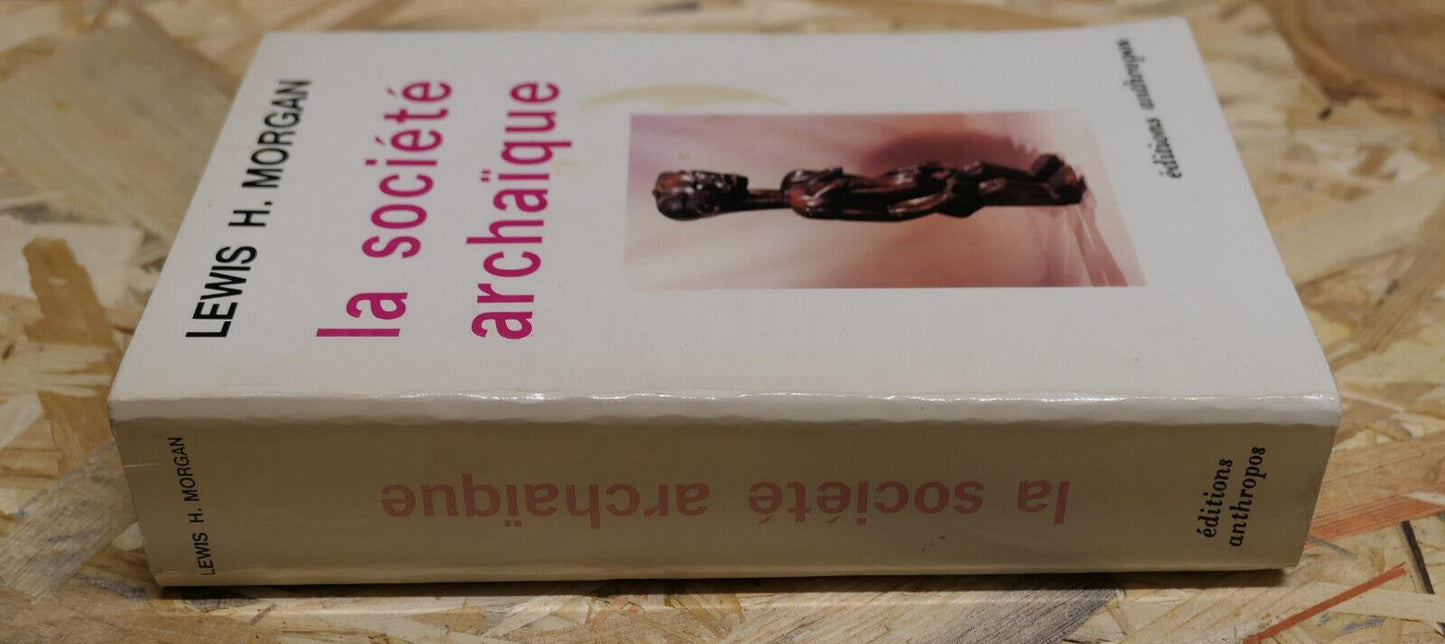 LEWIS H. MORGAN
la société
archaïque
éditions anthropos
LEWIS H. MORGAN
la société archaïque
éditions
anthropos